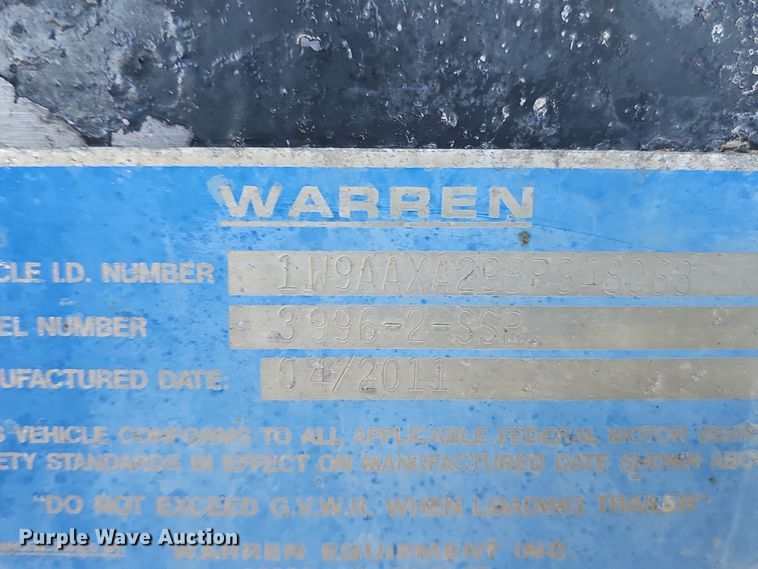 WARREN
CLE I.D. NUMBER
EL NUMBER 3996-2-SSR
UFACTURED DATE: 04/2011
S VEHICLE CONFORMS TO ALL APPLICABLE FEDERAL MOTOR VEHI
ETY STANDARDS IN EFFECT ON MANUFACTURED DATE SHOWN ABO
"DO NOT EXCEED G.V.W.R. WHEN LOADING TRAILER"
WARREN EQUIPMENT INC.
Purple Wave Auction